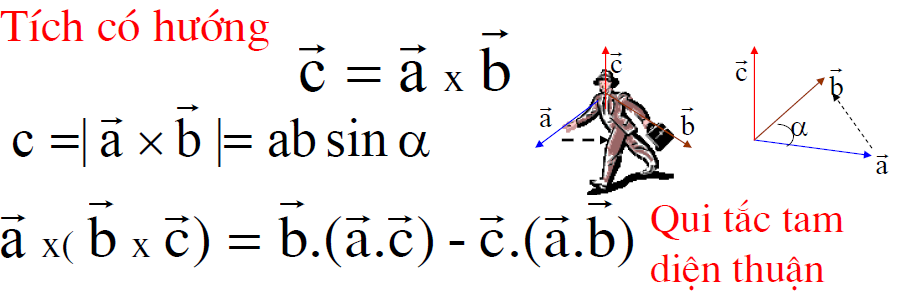 Tích có hướng
c⃗ = a⃗ x b⃗
c =| a⃗ × b⃗ |= ab sin α
a⃗ x( b⃗ x c⃗) = b⃗.(a⃗.c⃗) - c⃗.(a⃗.b⃗)
Qui tắc tam
diện thuận
c⃗
a⃗
b⃗
c⃗
b⃗
α
a⃗